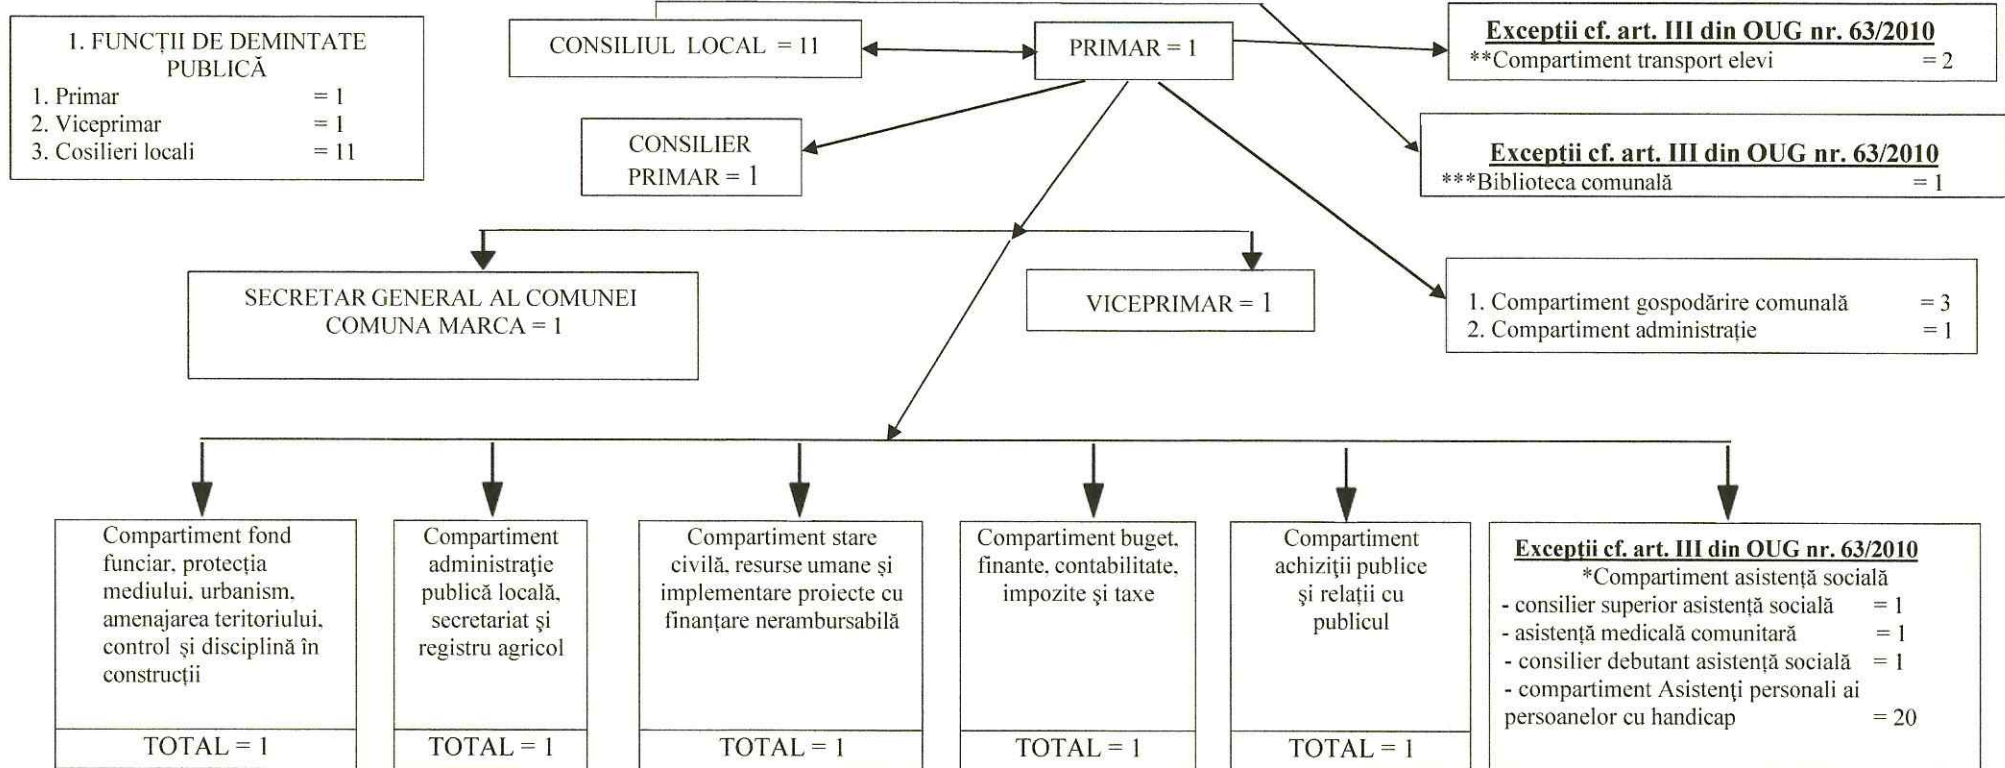 1. FUNCȚII DE DEMINTATE
PUBLICĂ
1. Primar = 1
2. Viceprimar = 1
3. Cosilieri locali = 11
CONSILIUL LOCAL = 11
PRIMAR = 1
Excepții cf. art. III din OUG nr. 63/2010
**Compartiment transport elevi = 2
CONSILIER
PRIMAR = 1
Excepții cf. art. III din OUG nr. 63/2010
***Biblioteca comunală = 1
SECRETAR GENERAL AL COMUNEI
COMUNA MARCA = 1
VICEPRIMAR = 1
1. Compartiment gospodărire comunală = 3
2. Compartiment administrație = 1
Compartiment fond
funciar, protecția
mediului, urbanism,
amenajarea teritoriului,
control și disciplină în
construcții
TOTAL = 1
Compartiment
administraţie
publică locală,
secretariat şi
registru agricol
TOTAL = 1
Compartiment stare
civilă, resurse umane și
implementare proiecte cu
finanțare nerambursabilă
TOTAL = 1
Compartiment buget,
finante, contabilitate,
impozite şi taxe
TOTAL = 1
Compartiment
achiziții publice
şi relații cu
publicul
TOTAL = 1
Excepții cf. art. III din OUG nr. 63/2010
*Compartiment asistență socială
- consilier superior asistență socială = 1
- asistență medicală comunitară = 1
- consilier debutant asistență socială = 1
- compartiment Asistenţi personali ai
persoanelor cu handicap = 20